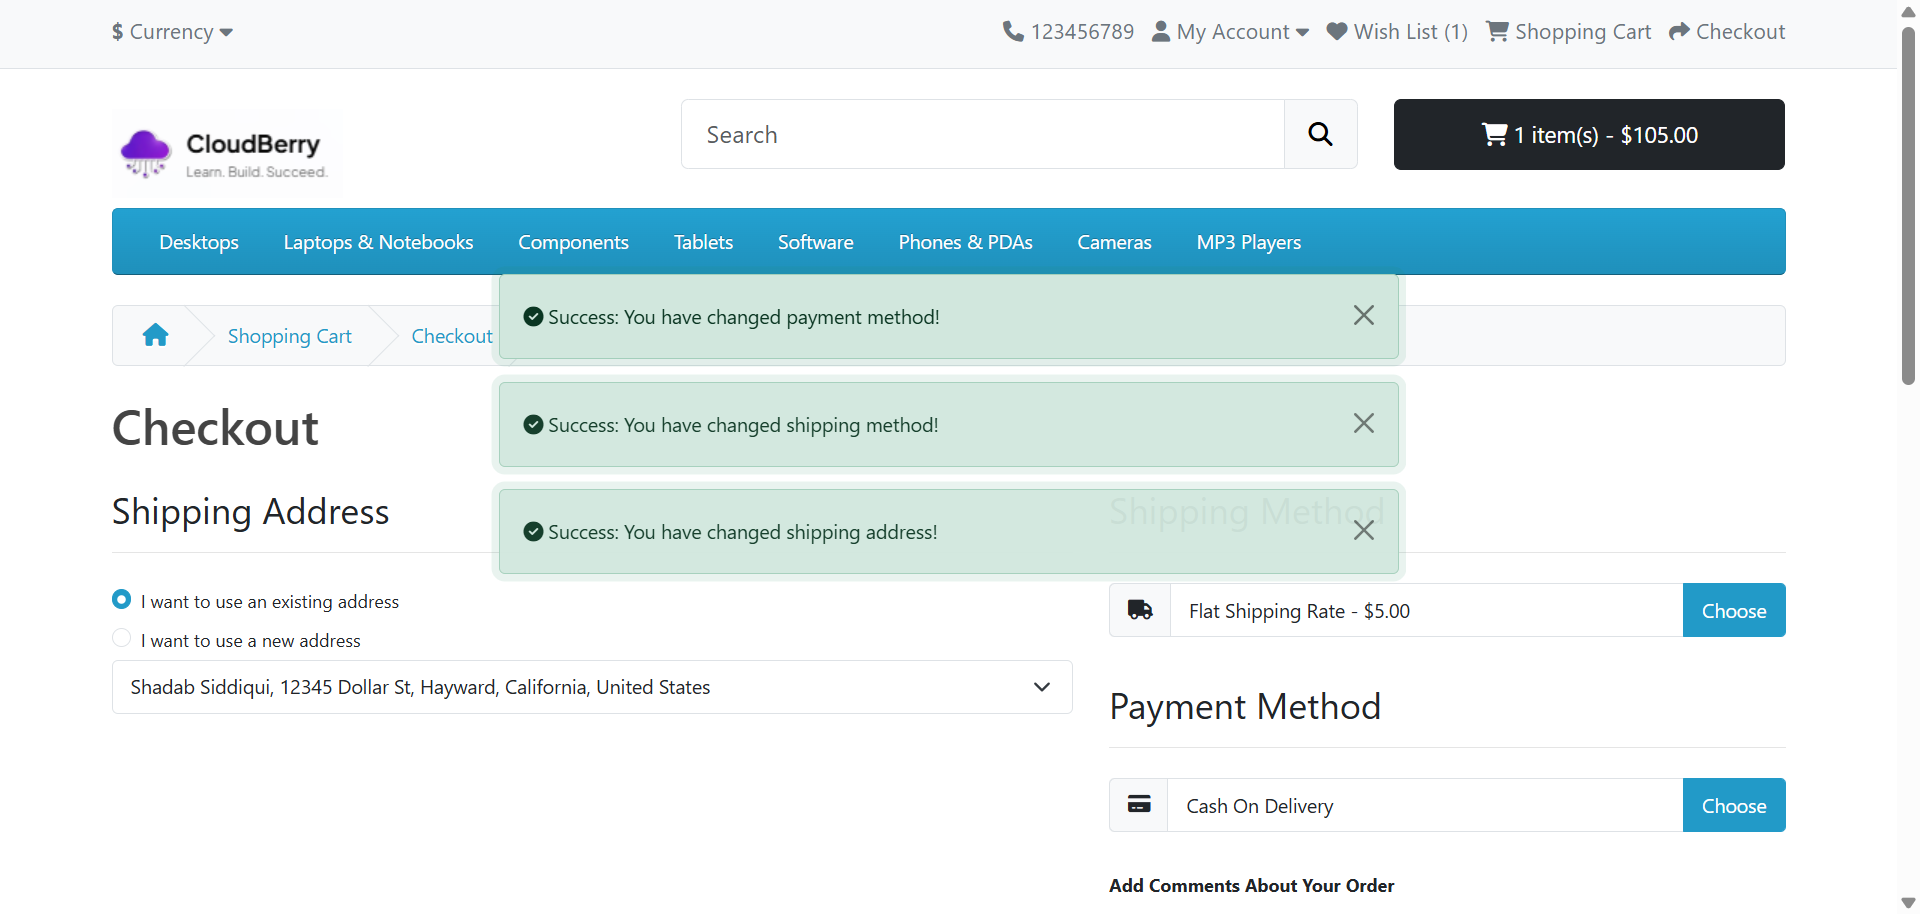 $ Currency
123456789 My Account Wish List (1) Shopping Cart Checkout
CloudBerry
Learn. Build. Succeed.
Search
1 item(s) - $105.00
Desktops Laptops & Notebooks Components Tablets Software Phones & PDAs Cameras MP3 Players
Shopping Cart Checkout
Success: You have changed payment method!
Success: You have changed shipping method!
Success: You have changed shipping address!
Checkout
Shipping Address
I want to use an existing address
I want to use a new address
Shadab Siddiqui, 12345 Dollar St, Hayward, California, United States
Shipping Method
Flat Shipping Rate - $5.00 Choose
Payment Method
Cash On Delivery Choose
Add Comments About Your Order